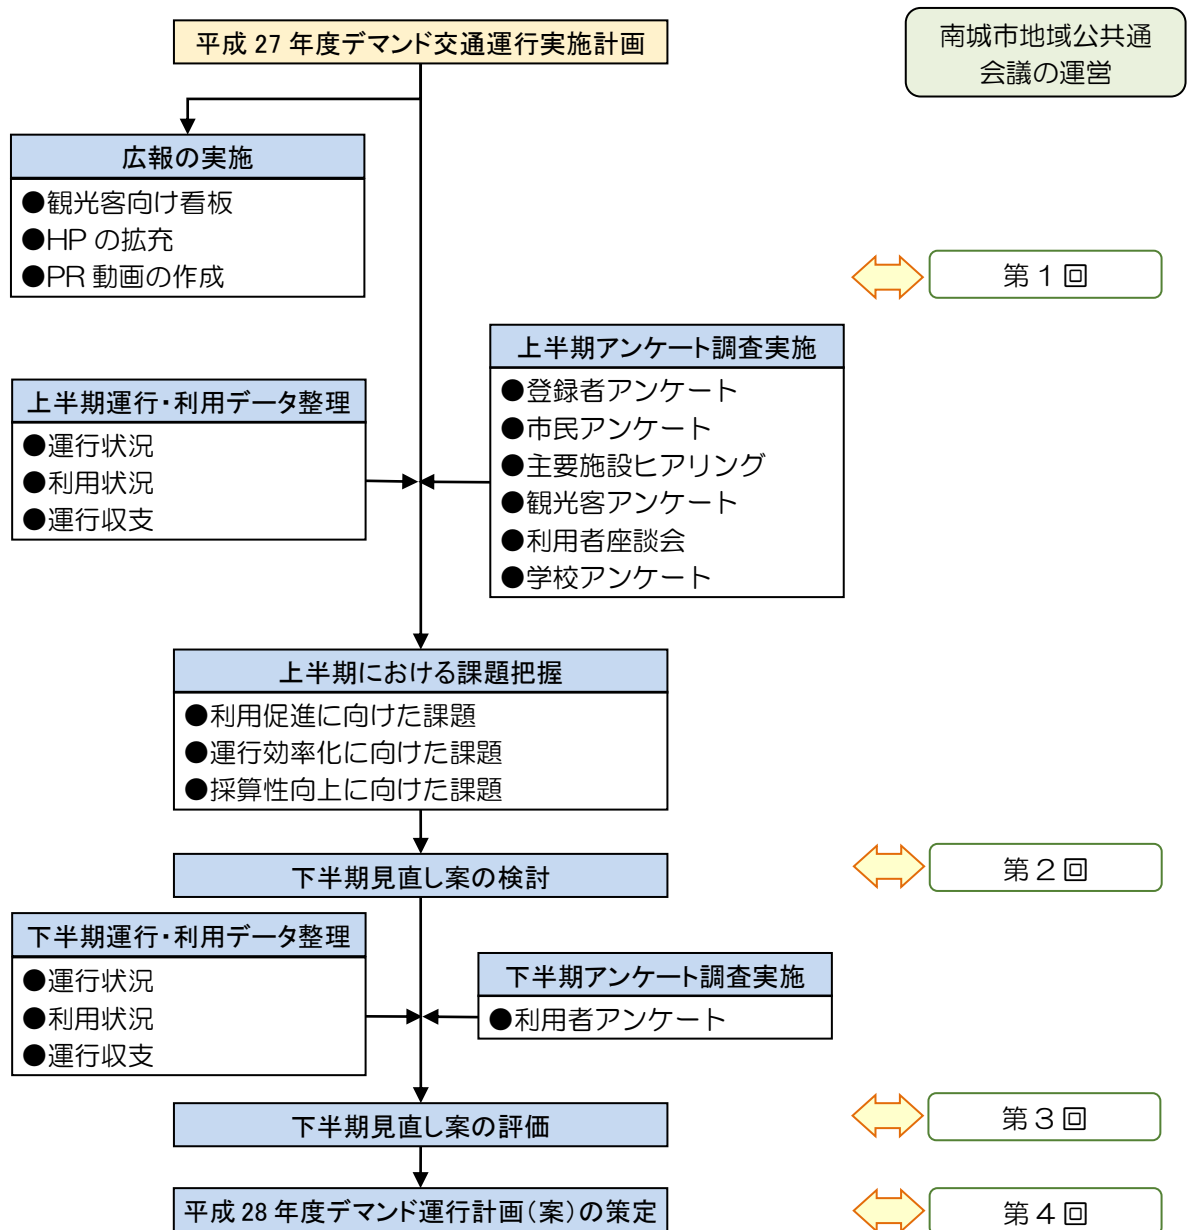 平成 27 年度デマンド交通運行実施計画
南城市地域公共通
会議の運営
広報の実施
●観光客向け看板
●HP の拡充
●PR 動画の作成
第 1 回
上半期アンケート調査実施
●登録者アンケート
●市民アンケート
●主要施設ヒアリング
●観光客アンケート
●利用者座談会
●学校アンケート
上半期運行・利用データ整理
●運行状況
●利用状況
●運行収支
上半期における課題把握
●利用促進に向けた課題
●運行効率化に向けた課題
●採算性向上に向けた課題
下半期見直し案の検討
第 2 回
下半期運行・利用データ整理
●運行状況
●利用状況
●運行収支
下半期アンケート調査実施
●利用者アンケート
下半期見直し案の評価
第 3 回
平成 28 年度デマンド運行計画(案)の策定
第 4 回